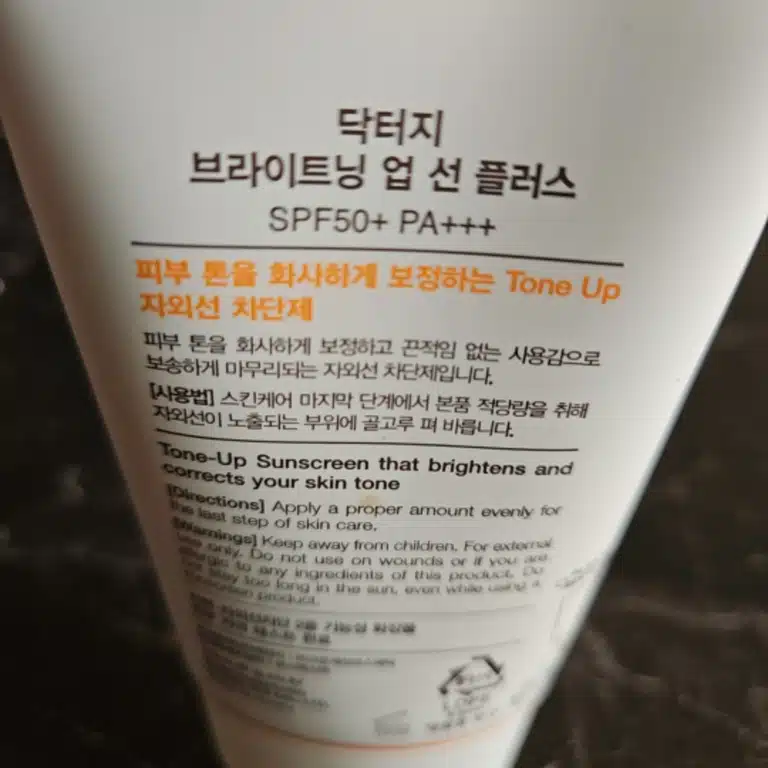 닥터지
브라이트닝 업 선 플러스
SPF50+ PA+++
피부 톤을 화사하게 보정하는 Tone Up
자외선 차단제
피부 톤을 화사하게 보정하고 끈적임 없는 사용감으로
보송하게 마무리되는 자외선 차단제입니다.
[사용법] 스킨케어 마지막 단계에서 본품 적당량을 취해
자외선이 노출되는 부위에 골고루 펴 바릅니다.
Tone-Up Sunscreen that brightens and
corrects your skin tone
[Directions] Apply a proper amount evenly for
the last step of skin care.
[Warnings] Keep away from children. For external
use only. Do not use on wounds or if you are
allergic to any ingredients of this product. Do
not stay too long in the sun, even while using a
sunscreen product.
2중 기능성 화장품
LDPE